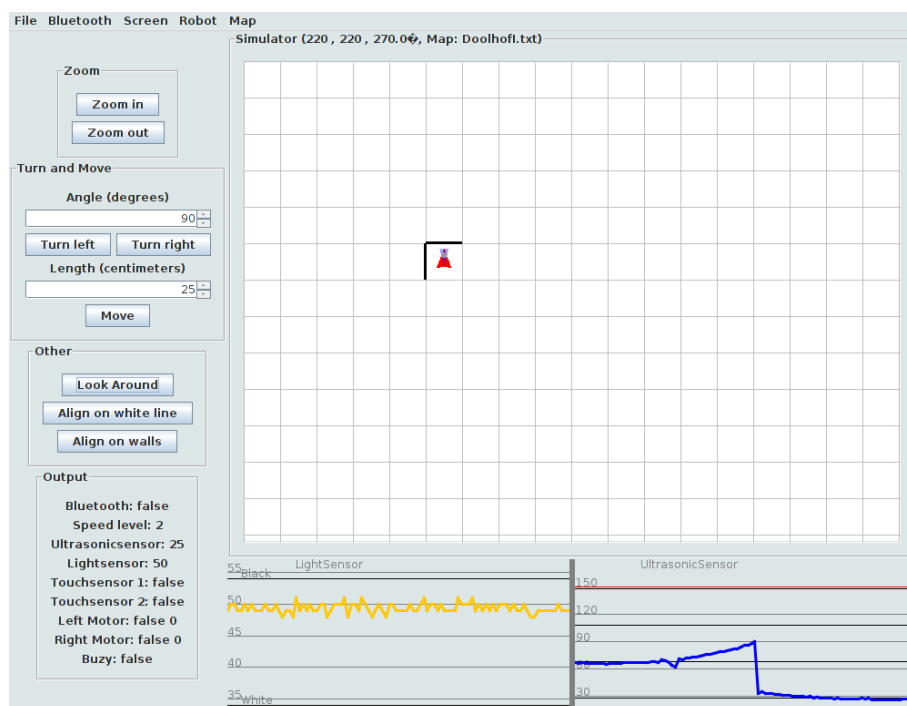 File Bluetooth Screen Robot Map
Simulator (220 , 220 , 270.0�, Map: Doolhofl.txt)
Zoom
Zoom in
Zoom out
Turn and Move
Angle (degrees)
90
Turn left Turn right
Length (centimeters)
25
Move
Other
Look Around
Align on white line
Align on walls
Output
Bluetooth: false
Speed level: 2
Ultrasonicsensor: 25
Lightsensor: 50
Touchsensor 1: false
Touchsensor 2: false
Left Motor: false 0
Right Motor: false 0
Buzy: false
LightSensor
55
Black
50
45
40
35
White
UltrasonicSensor
150
120
90
30